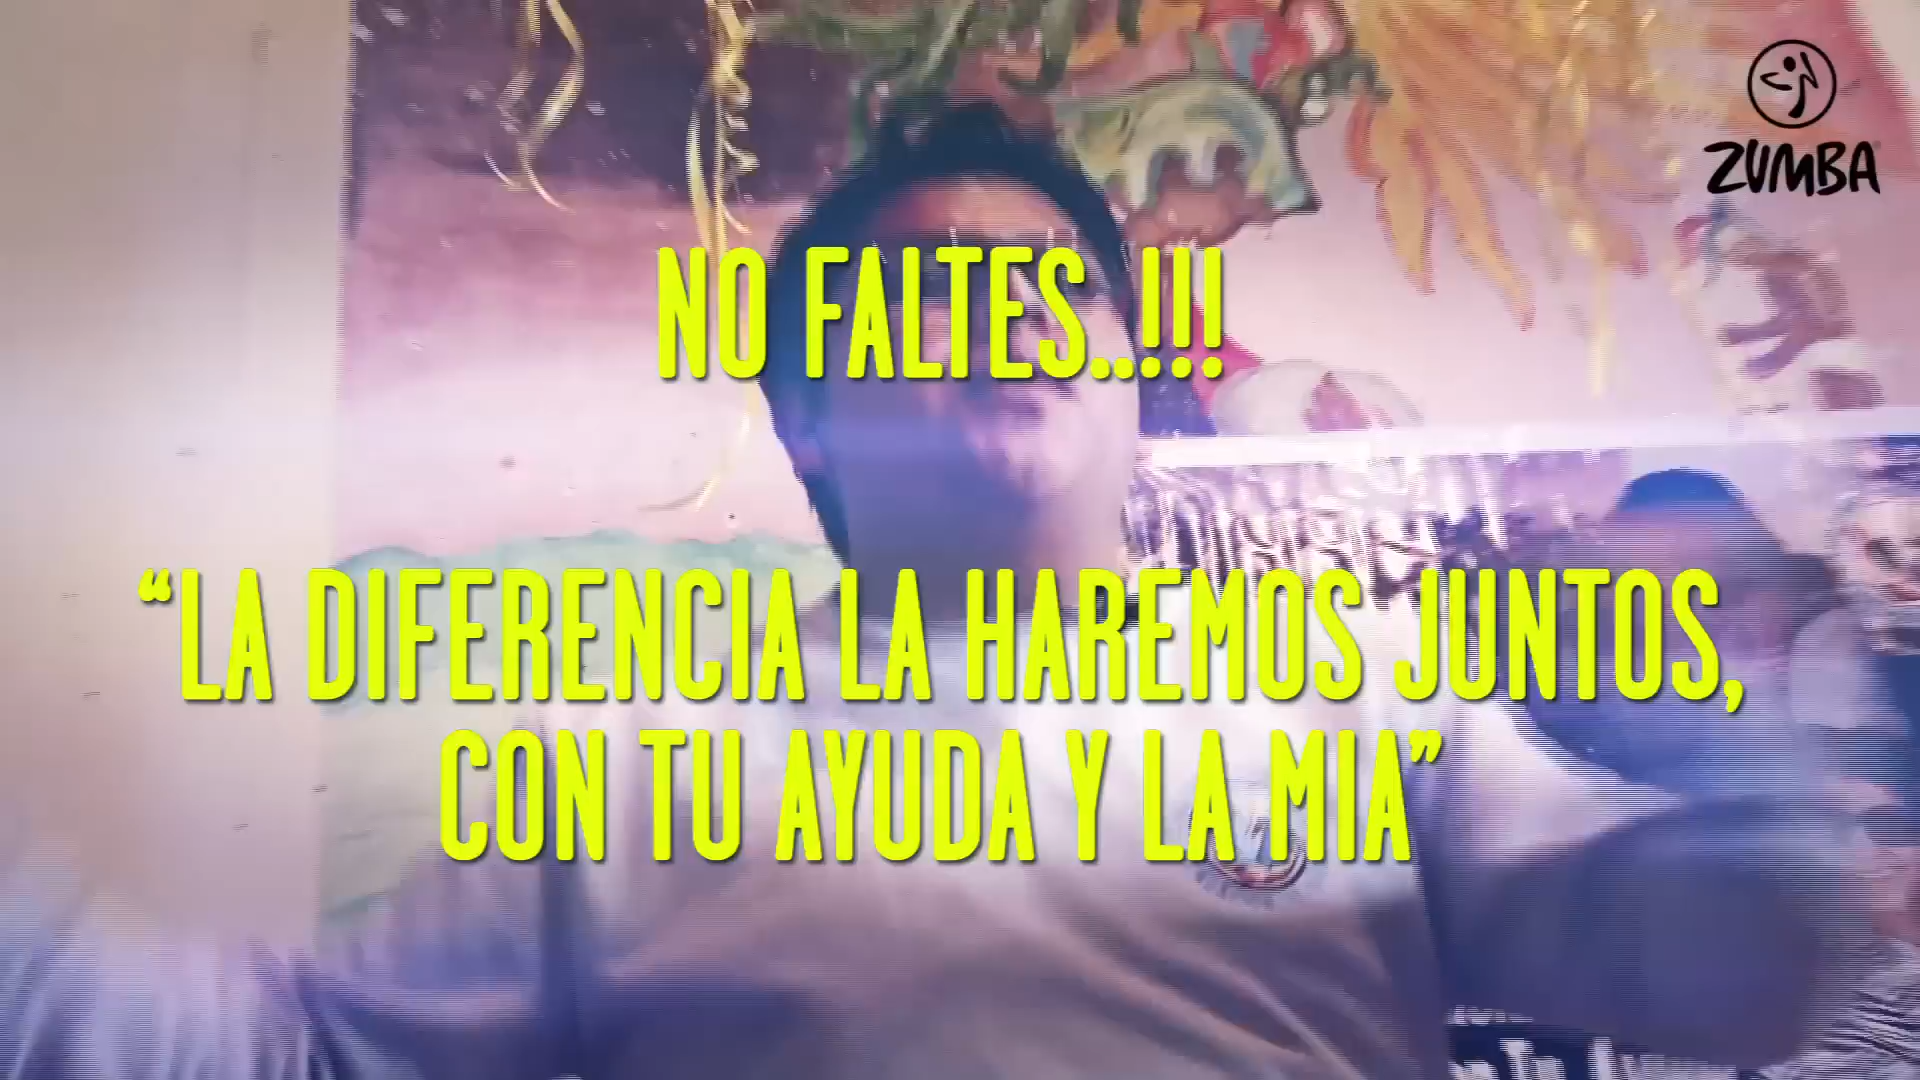 ZUMBA
NO FALTES..!!!
“LA DIFERENCIA LA HAREMOS JUNTOS,
CON TU AYUDA Y LA MIA”